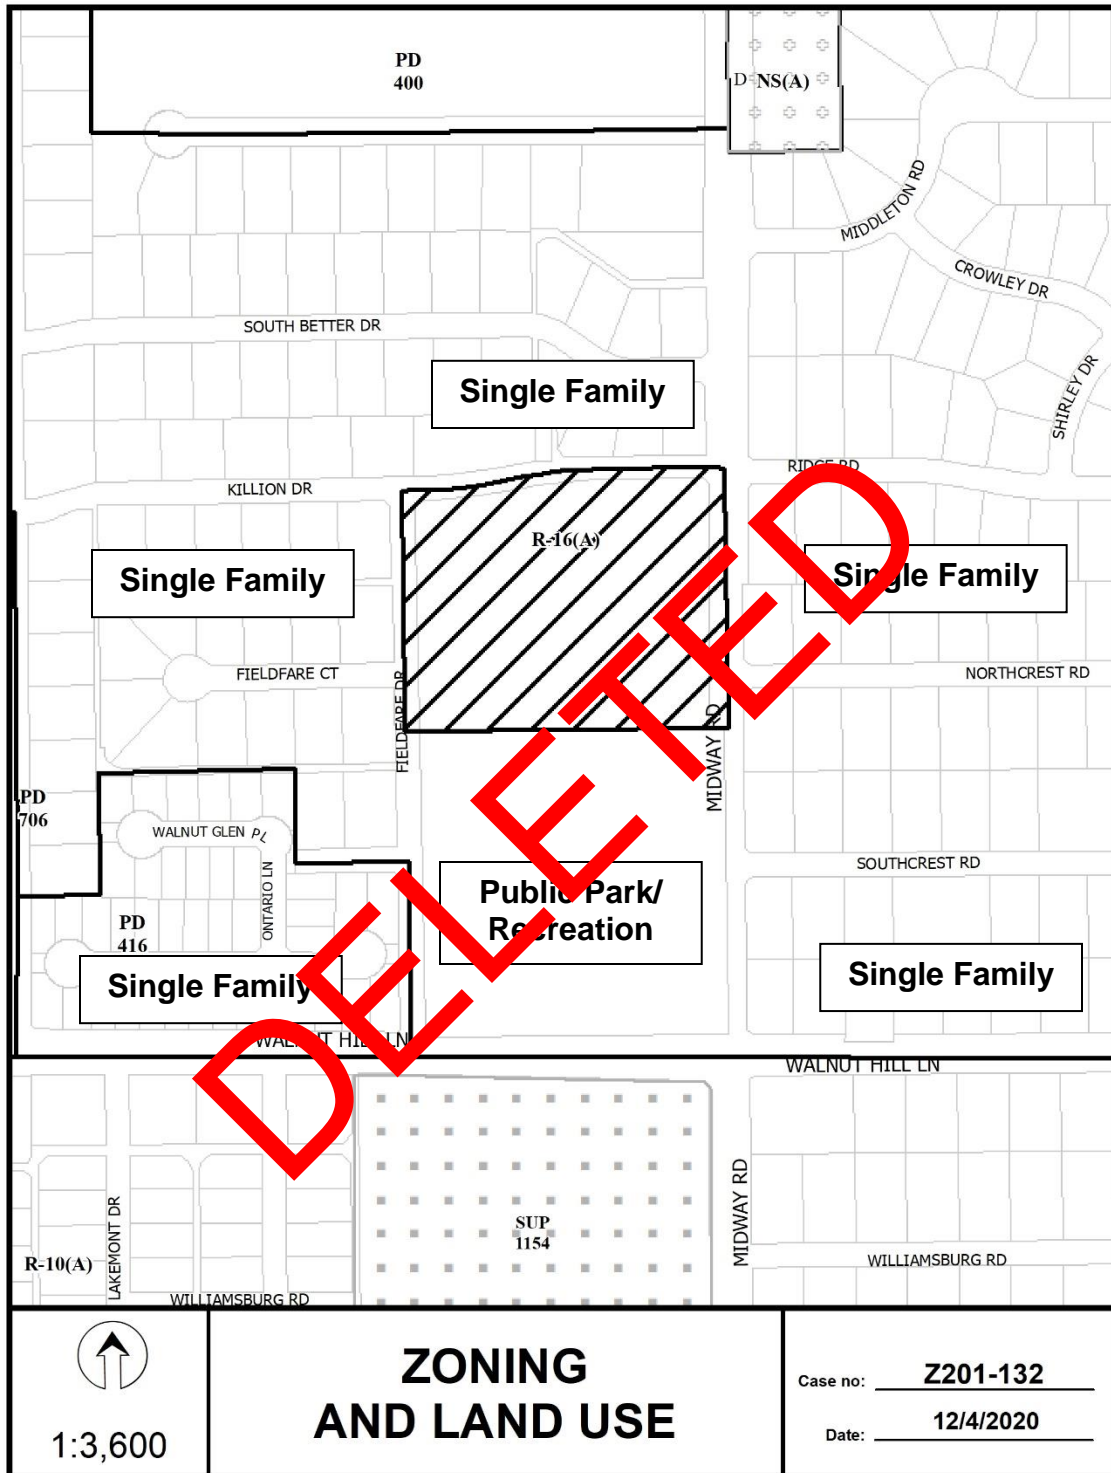 PD
400
D NS(A)
MIDDLETON RD
CROWLEY DR
SOUTH BETTER DR
SHIRLEY DR
Single Family
RIDGE RD
KILLION DR
R-16(A)
Single Family
Single Family
FIELDFARE CT
NORTHCREST RD
FIELDFARE DR
MIDWAY RD
PD
706
WALNUT GLEN PL
SOUTHCREST RD
ONTARIO LN
Public Park/
Recreation
PD
416
Single Family
Single Family
WALNUT HILL LN
WALNUT HILL LN
DELETED
MIDWAY RD
LAKEMONT DR
SUP
1154
R-10(A)
WILLIAMSBURG RD
WILLIAMSBURG RD
1:3,600
ZONING
AND LAND USE
Case no: Z201-132
Date: 12/4/2020